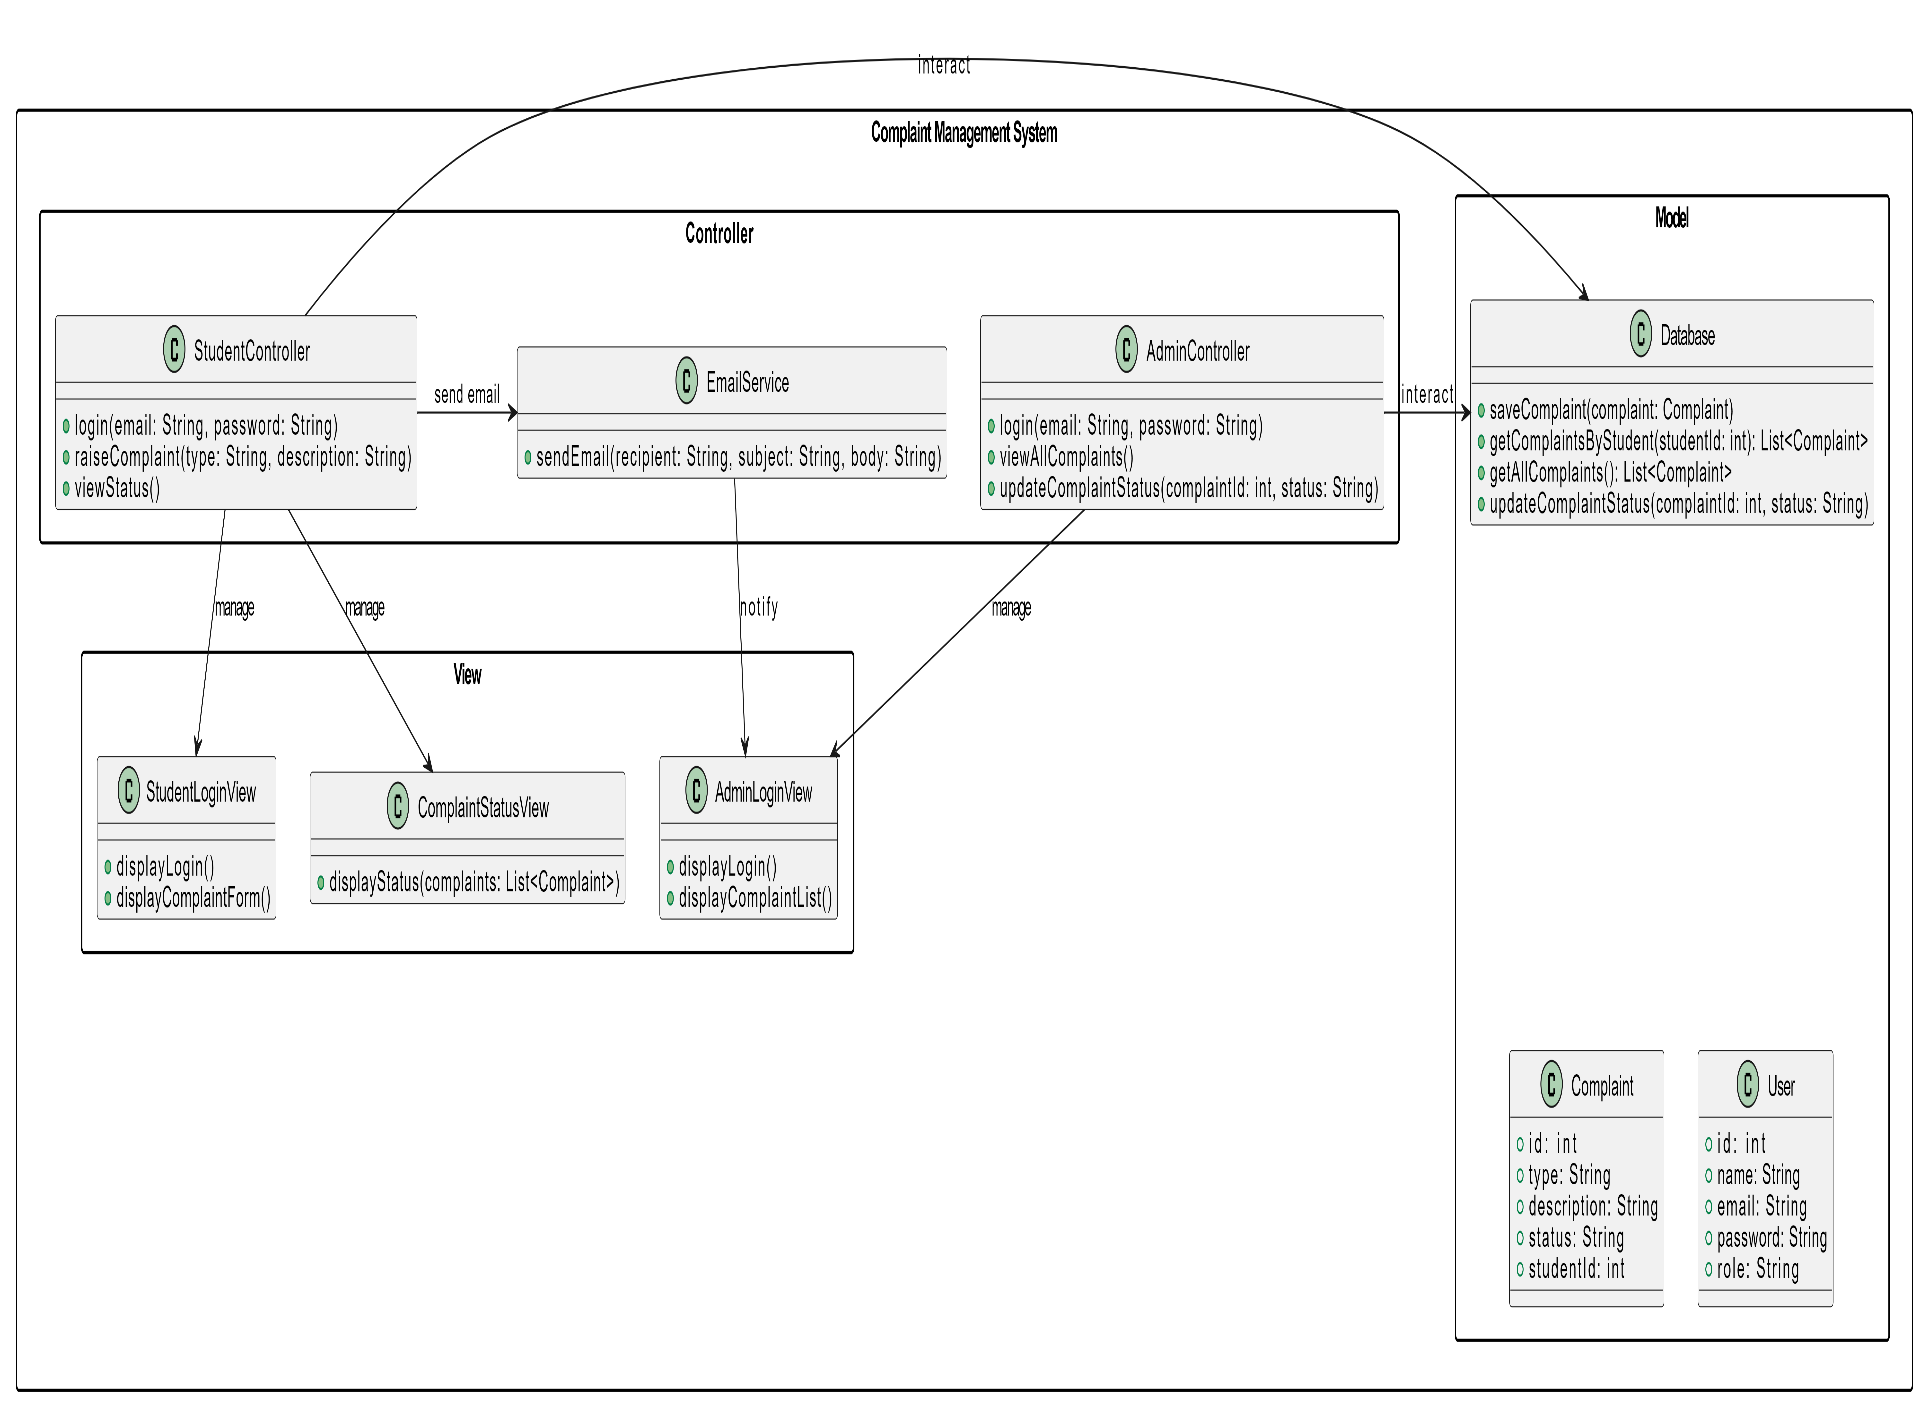 interact
Complaint Management System
Controller
Model
C StudentController
login(email: String, password: String)
raiseComplaint(type: String, description: String)
viewStatus()
send email
C EmailService
sendEmail(recipient: String, subject: String, body: String)
C AdminController
login(email: String, password: String)
viewAllComplaints()
updateComplaintStatus(complaintId: int, status: String)
interact
C Database
saveComplaint(complaint: Complaint)
getComplaintsByStudent(studentId: int): List<Complaint>
getAllComplaints(): List<Complaint>
updateComplaintStatus(complaintId: int, status: String)
manage
manage
notify
manage
View
C StudentLoginView
displayLogin()
displayComplaintForm()
C ComplaintStatusView
displayStatus(complaints: List<Complaint>)
C AdminLoginView
displayLogin()
displayComplaintList()
C Complaint
id: int
type: String
description: String
status: String
studentId: int
C User
id: int
name: String
email: String
password: String
role: String